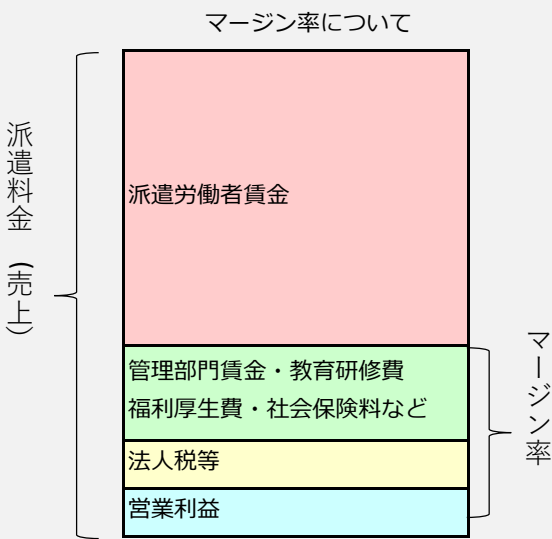 マージン率について
派遣料金（売上）
派遣労働者賃金
管理部門賃金・教育研修費
福利厚生費・社会保険料など
法人税等
営業利益
マージン率